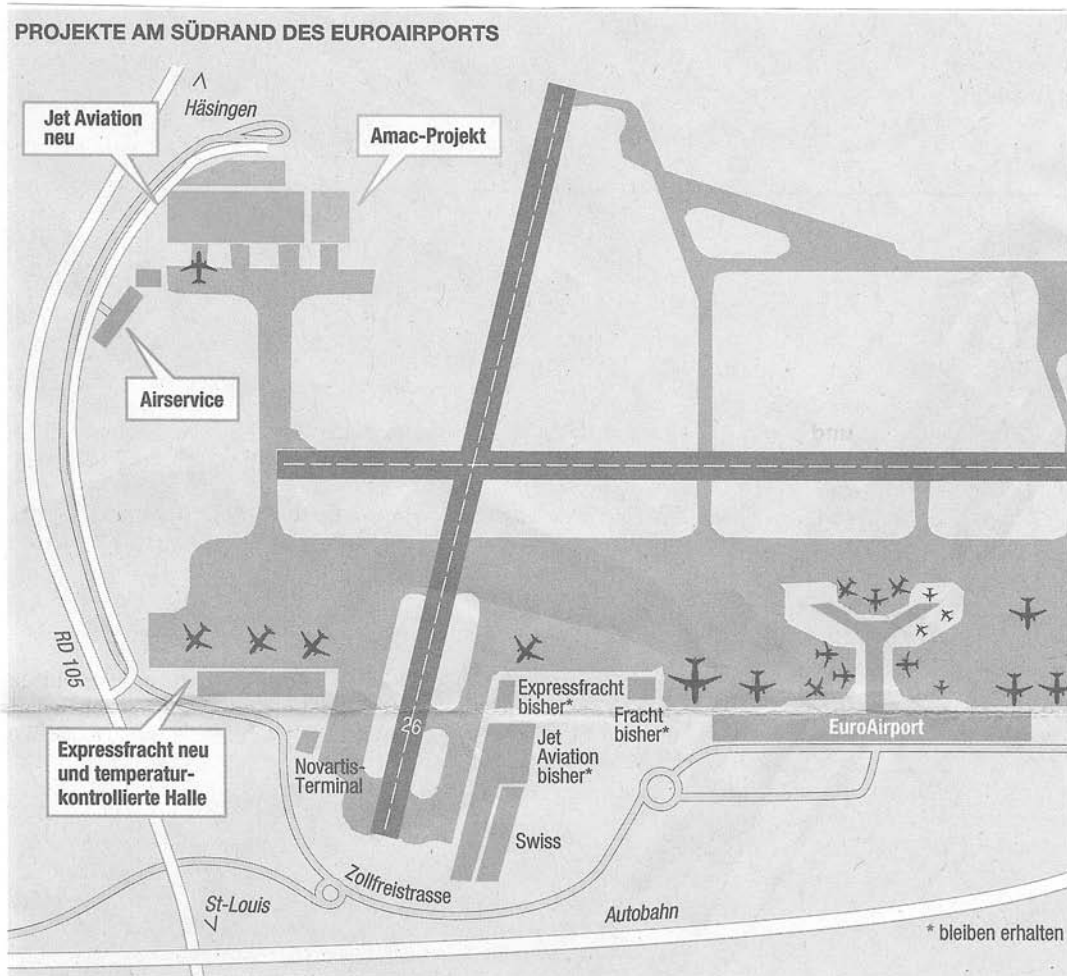 PROJEKTE AM SÜDRAND DES EUROAIRPORTS
Häsingen
Jet Aviation
neu
Amac-Projekt
Airservice
und
RD 105
Expressfracht
bisher*
Fracht
bisher*
EuroAirport
26
Jet
Aviation
bisher*
Expressfracht neu
und temperatur-
kontrollierte Halle
Novartis-
Terminal
Swiss
Zollfreistrasse
St-Louis
Autobahn
* bleiben erhalten